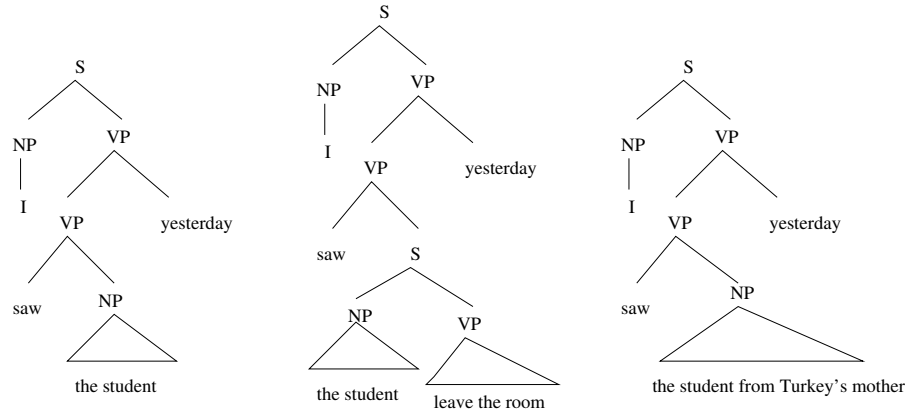 S
NP VP
I
VP yesterday
saw NP
the student
S
NP VP
I
VP yesterday
saw S
NP VP
the student leave the room
S
NP VP
I
VP yesterday
saw NP
the student from Turkey's mother